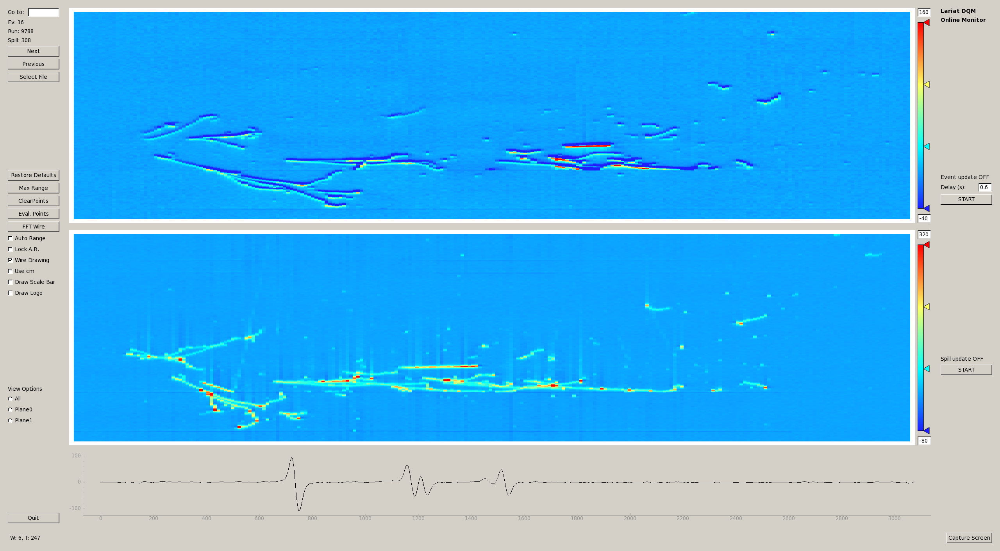 Go to:
Ev: 16
Run: 9788
Spill: 308
Next
Previous
Select File
Restore Defaults
Max Range
ClearPoints
Eval. Points
FFT Wire
Auto Range
Lock A.R.
Wire Drawing
Use cm
Draw Scale Bar
Draw Logo
View Options
All
Plane0
Plane1
Quit
W: 6, T: 247
160
-40
320
-80
100
0
-100
0 200 400 600 800 1000 1200 1400 1600 1800 2000 2200 2400 2600 2800 3000
Lariat DQM
Online Monitor
Event update OFF
Delay (s): 0.6
START
Spill update OFF
START
Capture Screen